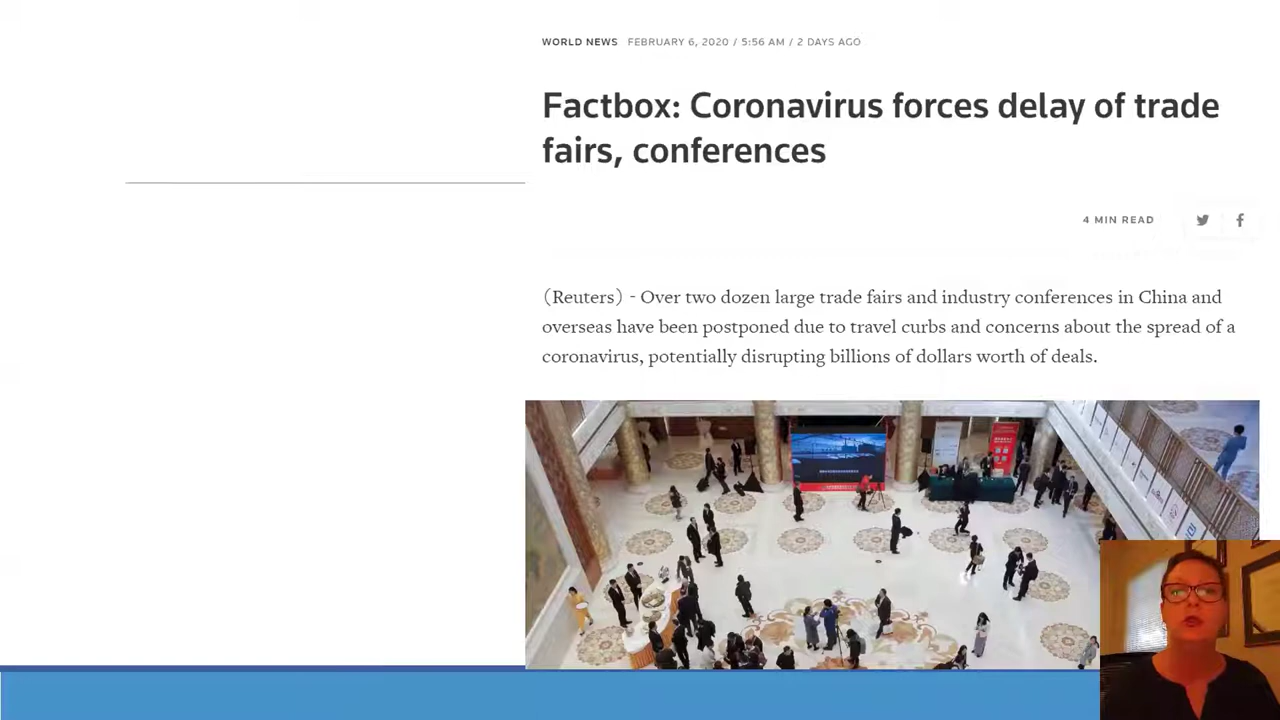 WORLD NEWS FEBRUARY 6, 2020 / 5:56 AM / 2 DAYS AGO
Factbox: Coronavirus forces delay of trade
fairs, conferences
4 MIN READ
(Reuters) - Over two dozen large trade fairs and industry conferences in China and
overseas have been postponed due to travel curbs and concerns about the spread of a
coronavirus, potentially disrupting billions of dollars worth of deals.